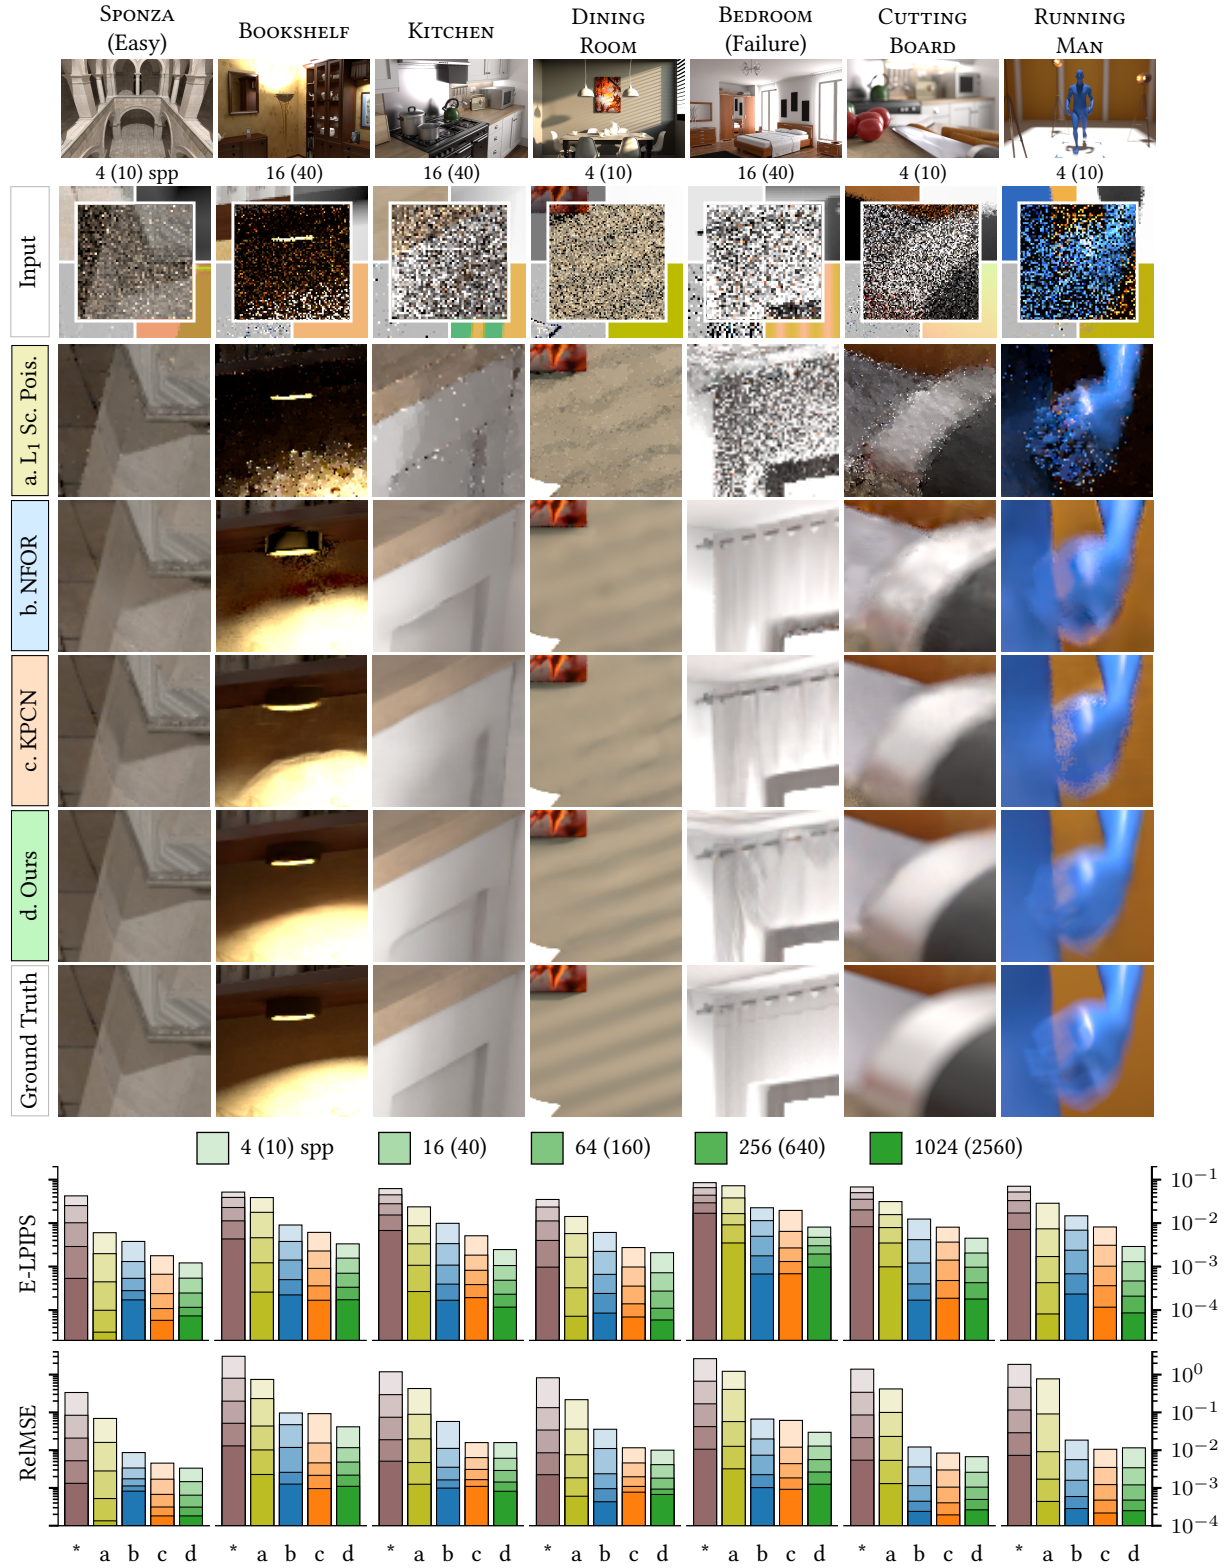 SPONZA
(Easy)
BOOKSHELF
KITCHEN
DINING
ROOM
BEDROOM
(Failure)
CUTTING
BOARD
RUNNING
MAN
4 (10) spp 16 (40) 16 (40) 4 (10) 16 (40) 4 (10) 4 (10)
Input
a. L₁ Sc. Pois.
b. NFOR
c. KPCN
d. Ours
Ground Truth
4 (10) spp 16 (40) 64 (160) 256 (640) 1024 (2560)
E-LPIPS
10⁻¹
10⁻²
10⁻³
10⁻⁴
RelMSE
10⁰
10⁻¹
10⁻²
10⁻³
10⁻⁴
* a b c d * a b c d * a b c d * a b c d * a b c d * a b c d * a b c d